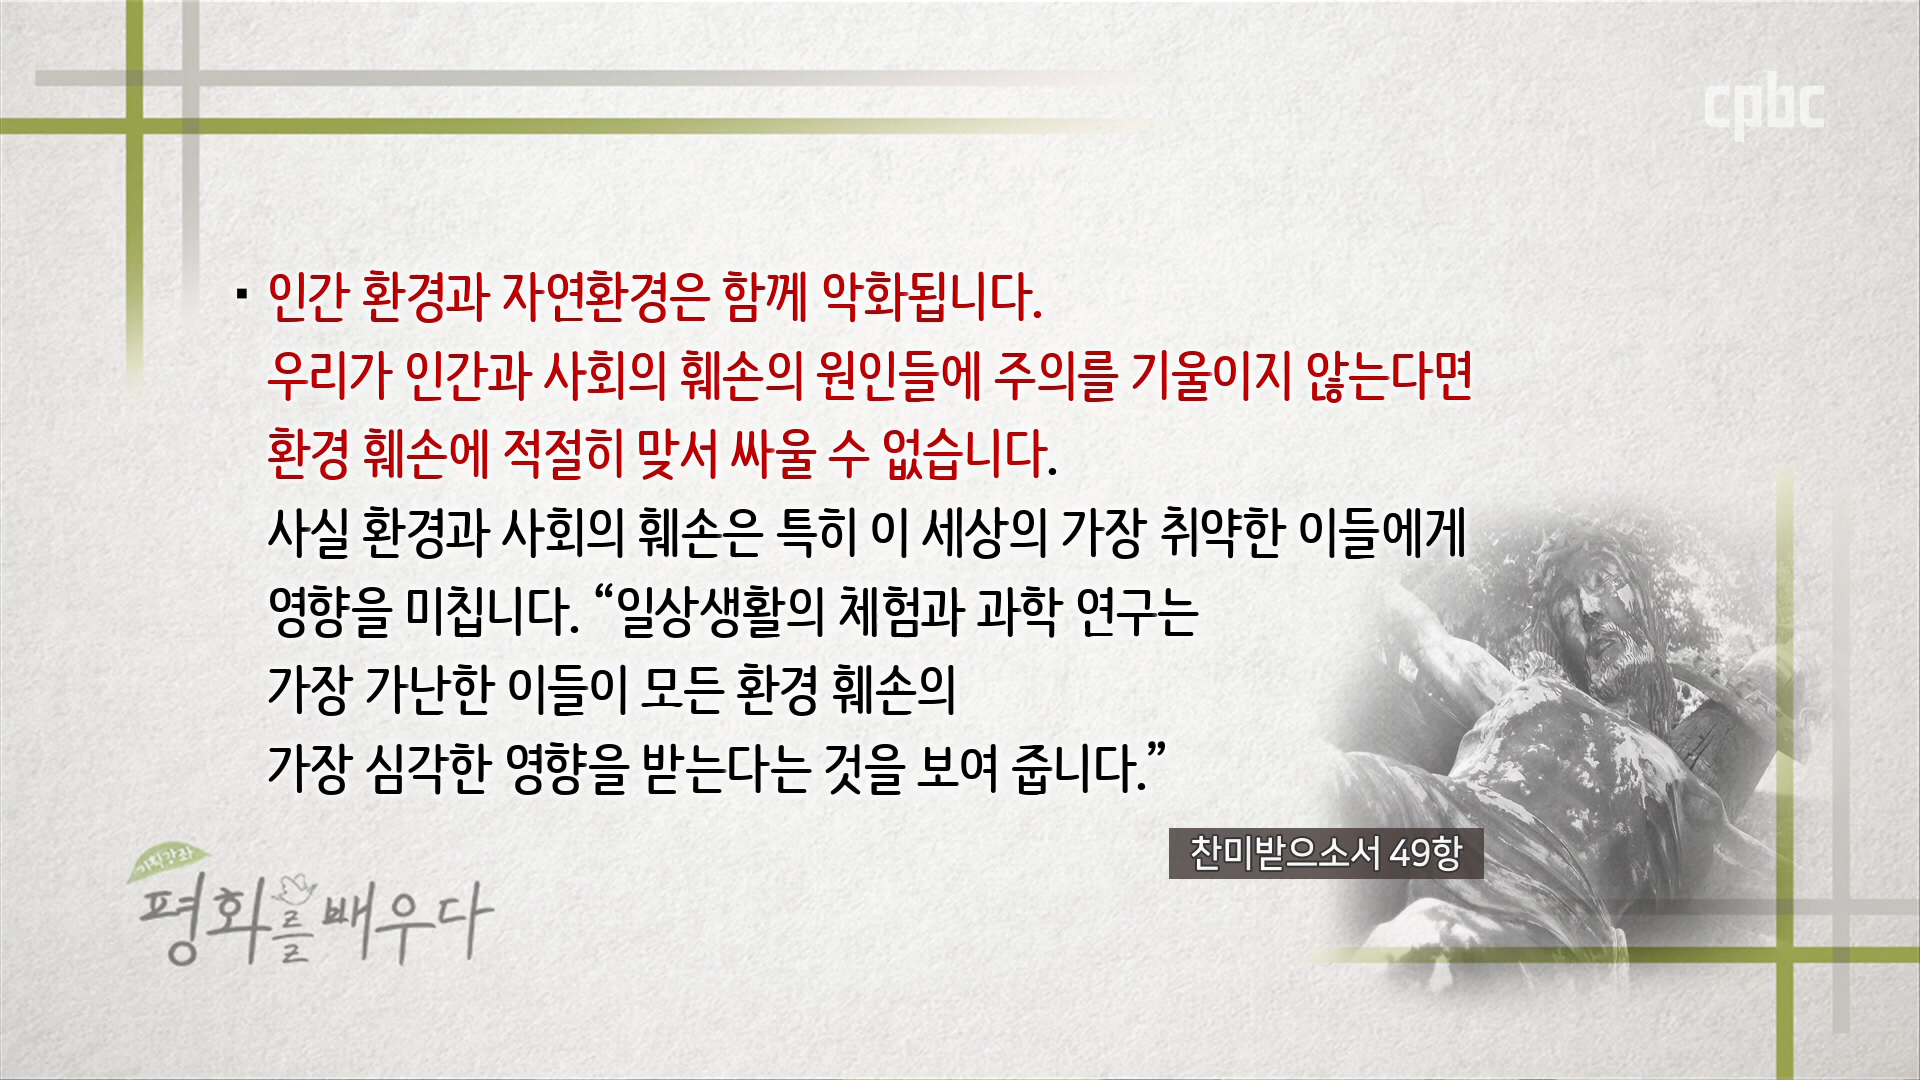 cpbc
▪ 인간 환경과 자연환경은 함께 악화됩니다.
우리가 인간과 사회의 훼손의 원인들에 주의를 기울이지 않는다면
환경 훼손에 적절히 맞서 싸울 수 없습니다.
사실 환경과 사회의 훼손은 특히 이 세상의 가장 취약한 이들에게
영향을 미칩니다. “일상생활의 체험과 과학 연구는
가장 가난한 이들이 모든 환경 훼손의
가장 심각한 영향을 받는다는 것을 보여 줍니다.”
찬미받으소서 49항
기획강좌
평화를 배우다